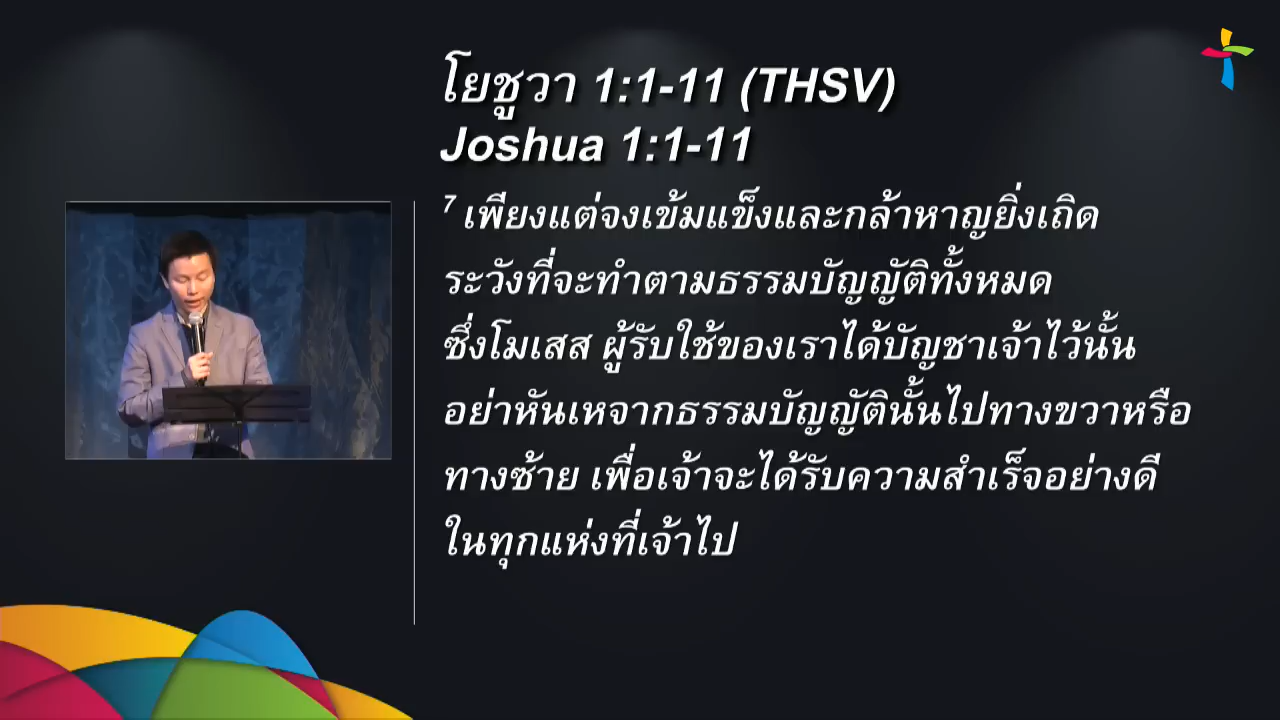 โยชูวา 1:1-11 (THSV)
Joshua 1:1-11
7 เพียงแต่จงเข้มแข็งและกล้าหาญยิ่งเถิด
ระวังที่จะทำตามธรรมบัญญัติทั้งหมด
ซึ่งโมเสส ผู้รับใช้ของเราได้บัญชาเจ้าไว้นั้น
อย่าหันเหจากธรรมบัญญัตินั้นไปทางขวาหรือ
ทางซ้าย เพื่อเจ้าจะได้รับความสำเร็จอย่างดี
ในทุกแห่งที่เจ้าไป